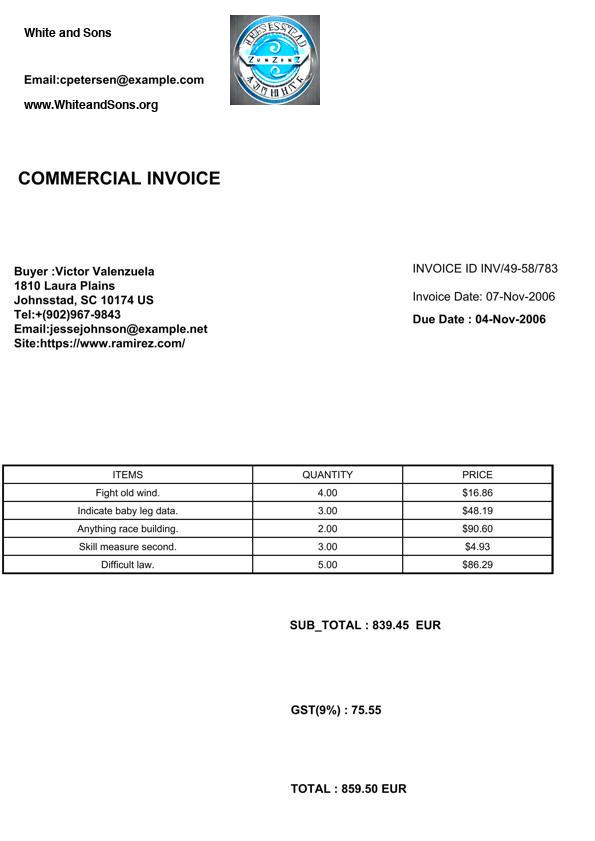 White and Sons
Email:cpetersen@example.com
www.WhiteandSons.org
COMMERCIAL INVOICE
Buyer :Victor Valenzuela
1810 Laura Plains
Johnsstad, SC 10174 US
Tel:+(902)967-9843
Email:jessejohnson@example.net
Site:https://www.ramirez.com/
INVOICE ID INV/49-58/783
Invoice Date: 07-Nov-2006
Due Date : 04-Nov-2006
ITEMS QUANTITY PRICE
Fight old wind. 4.00 $16.86
Indicate baby leg data. 3.00 $48.19
Anything race building. 2.00 $90.60
Skill measure second. 3.00 $4.93
Difficult law. 5.00 $86.29
SUB_TOTAL : 839.45 EUR
GST(9%) : 75.55
TOTAL : 859.50 EUR